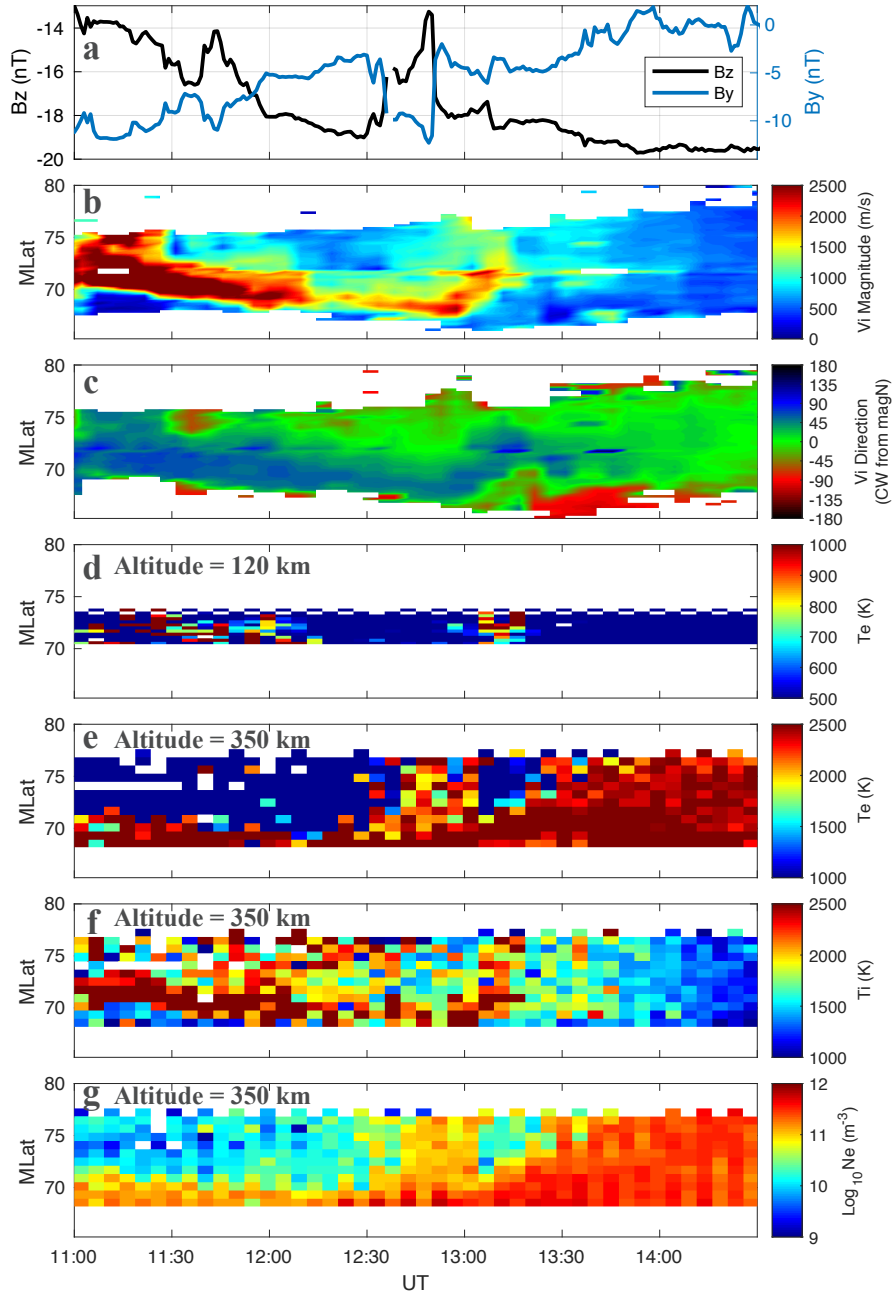 a
Bz (nT)
-14
-16
-18
-20
By (nT)
0
-5
-10
Bz
By
b
MLat
80
75
70
Vi Magnitude (m/s)
2500
2000
1500
1000
500
0
c
MLat
80
75
70
Vi Direction
(CW from magN)
180
135
90
45
0
-45
-90
-135
-180
d Altitude = 120 km
MLat
80
75
70
Te (K)
1000
900
800
700
600
500
e Altitude = 350 km
MLat
80
75
70
Te (K)
2500
2000
1500
1000
f Altitude = 350 km
MLat
80
75
70
Ti (K)
2500
2000
1500
1000
g Altitude = 350 km
MLat
80
75
70
Log10Ne (m-3)
12
11
10
9
11:00 11:30 12:00 12:30 13:00 13:30 14:00
UT